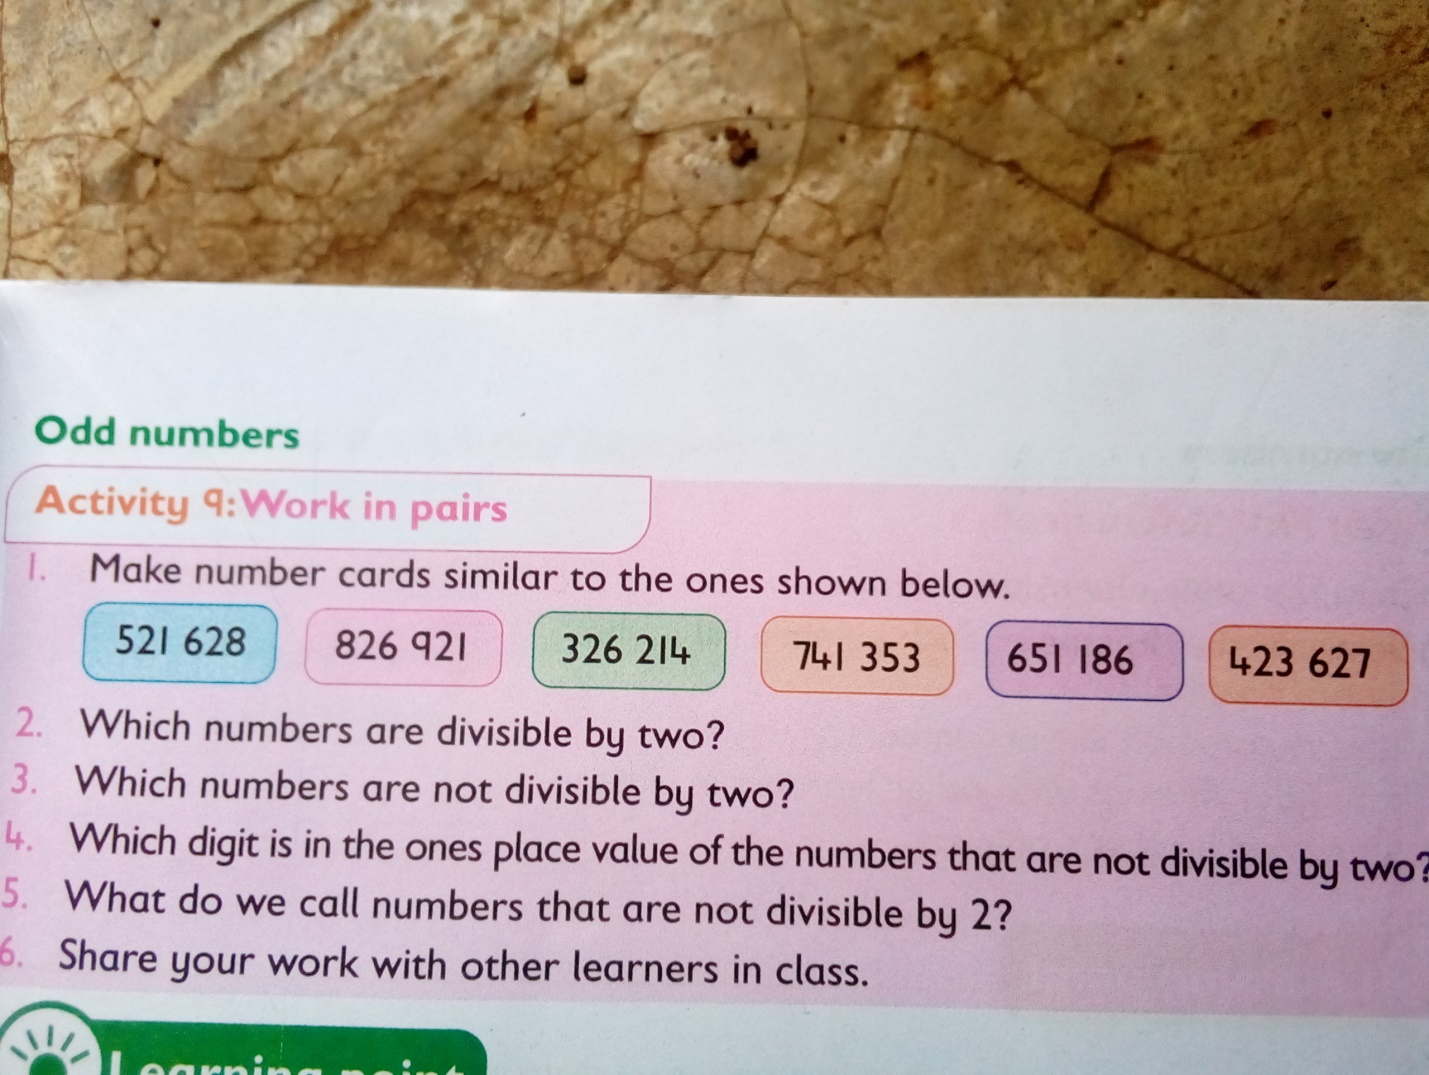 Odd numbers
Activity 9: Work in pairs
1. Make number cards similar to the ones shown below.
521 628 826 921 326 214 741 353 651 186 423 627
2. Which numbers are divisible by two?
3. Which numbers are not divisible by two?
4. Which digit is in the ones place value of the numbers that are not divisible by two?
5. What do we call numbers that are not divisible by 2?
6. Share your work with other learners in class.
Learning point